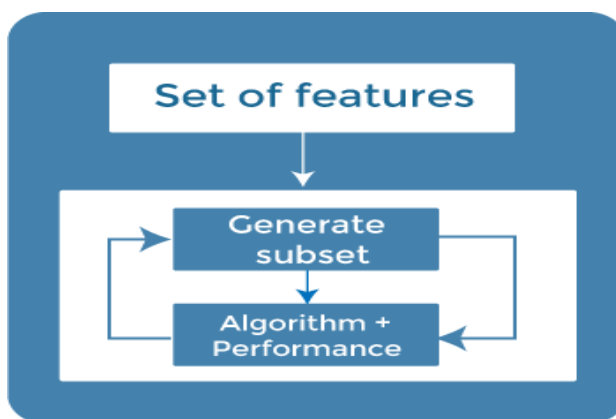 Set of features
Generate
subset
Algorithm +
Performance